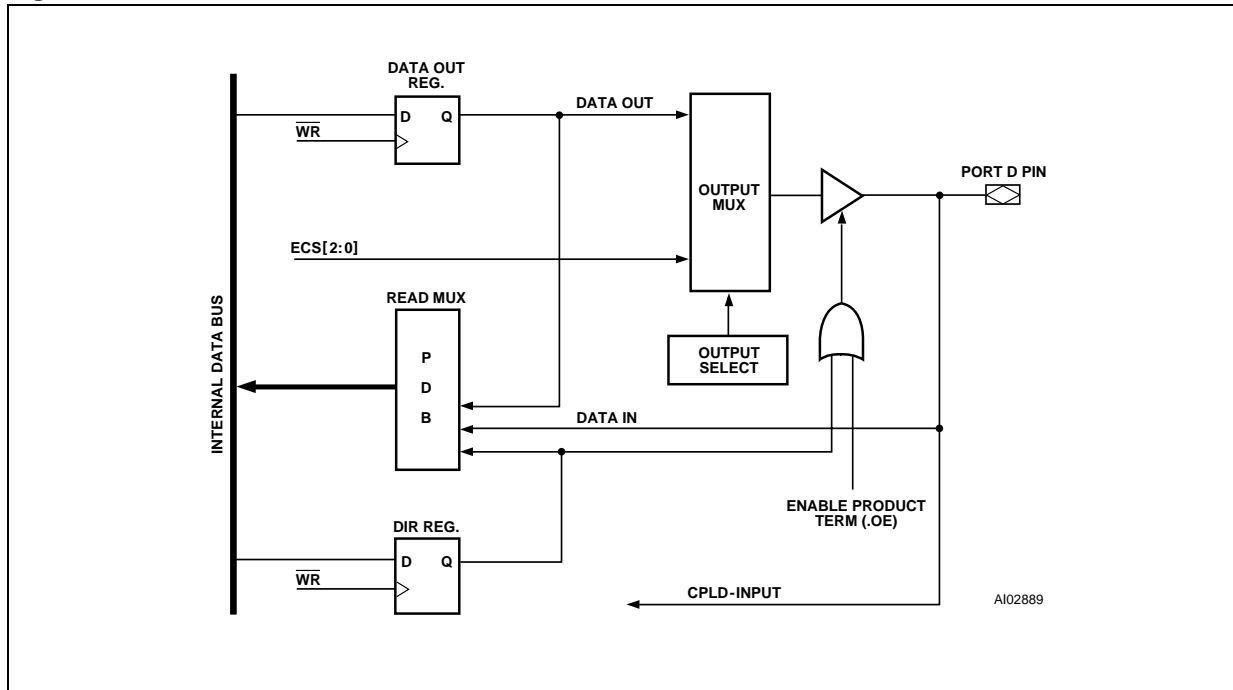 DATA OUT
REG.
D Q
WR
DATA OUT
OUTPUT
MUX
PORT D PIN
ECS[2:0]
READ MUX
P
D
B
OUTPUT
SELECT
INTERNAL DATA BUS
DATA IN
ENABLE PRODUCT
TERM (.OE)
DIR REG.
D Q
WR
CPLD-INPUT
AI02889